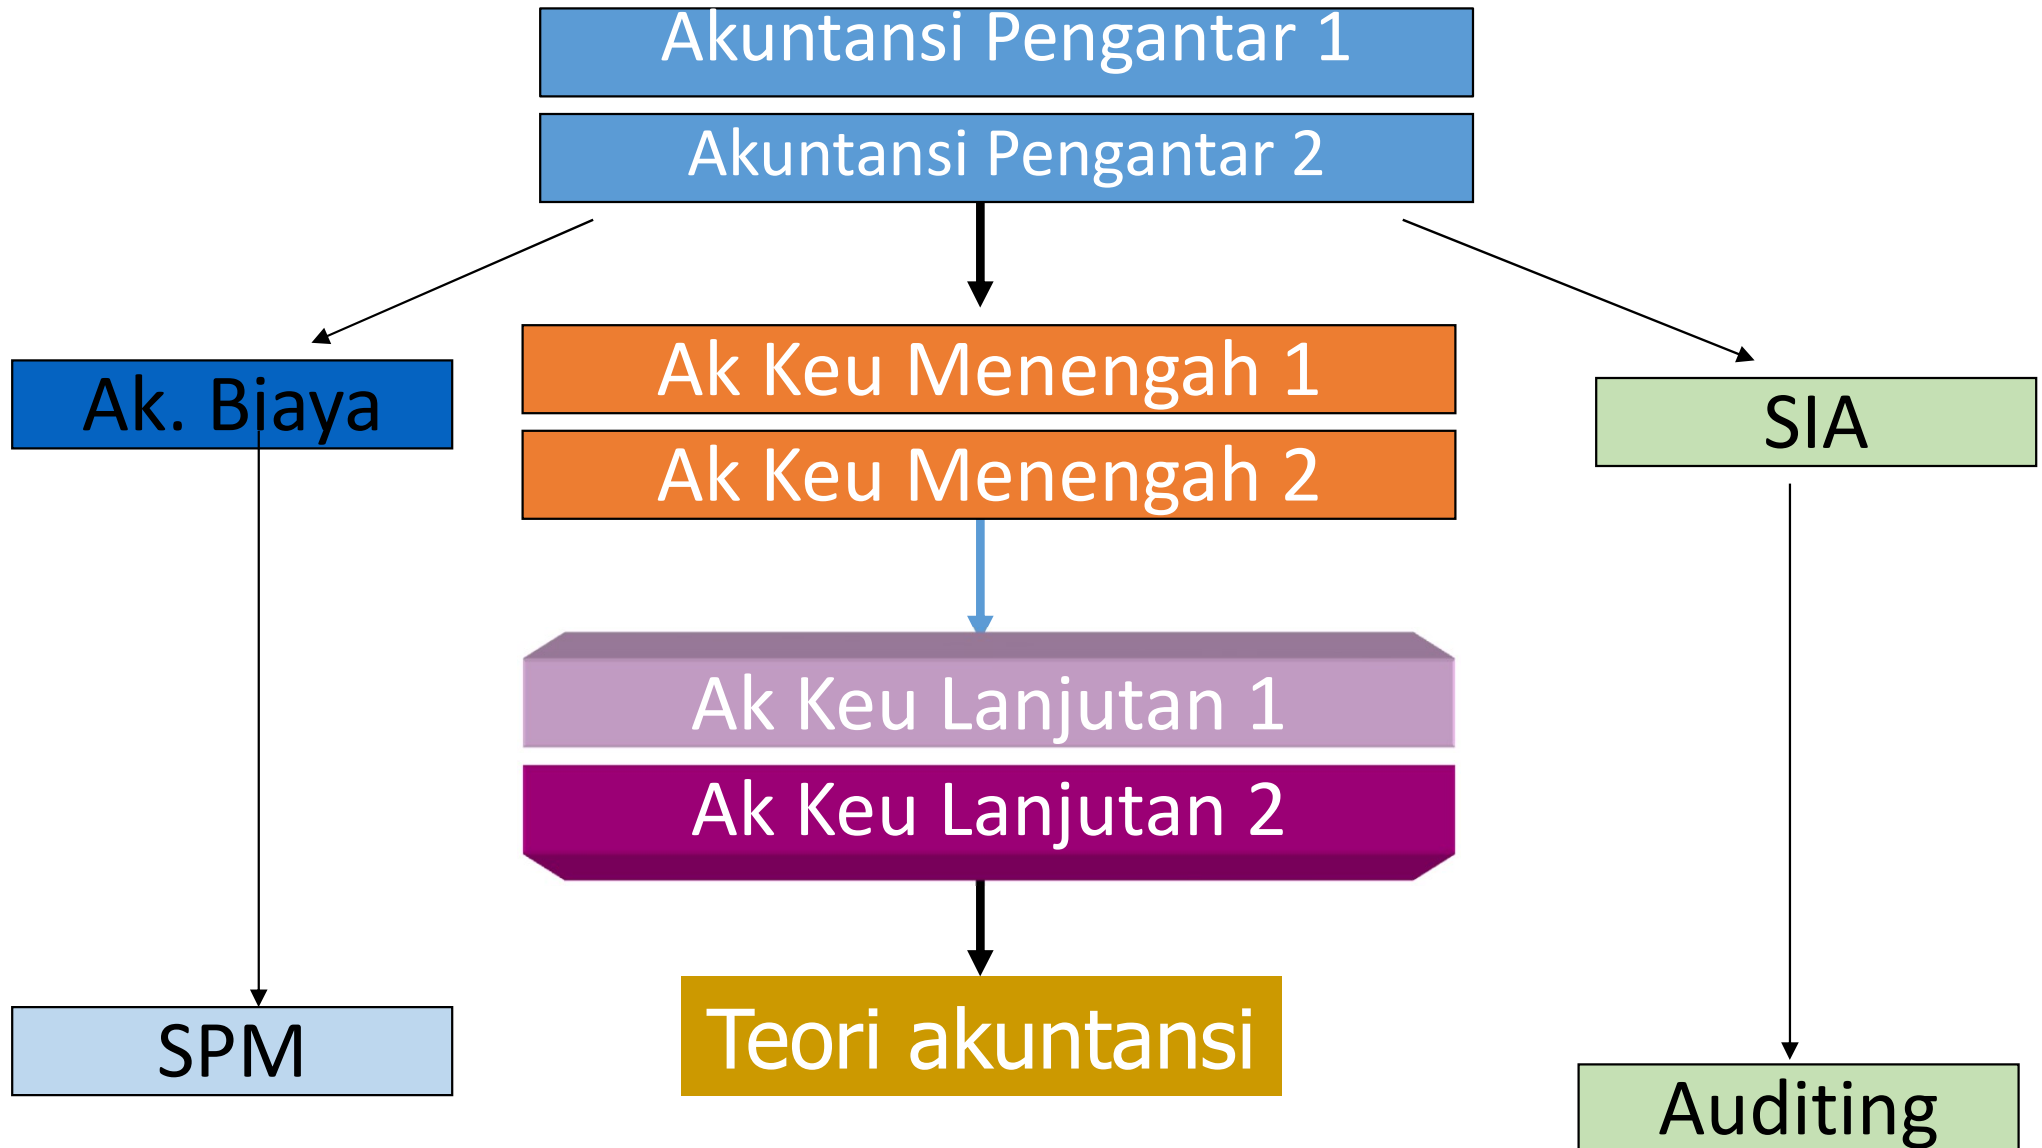 Akuntansi Pengantar 1
Akuntansi Pengantar 2
Ak. Biaya
Ak Keu Menengah 1
Ak Keu Menengah 2
SIA
Ak Keu Lanjutan 1
Ak Keu Lanjutan 2
SPM
Teori akuntansi
Auditing